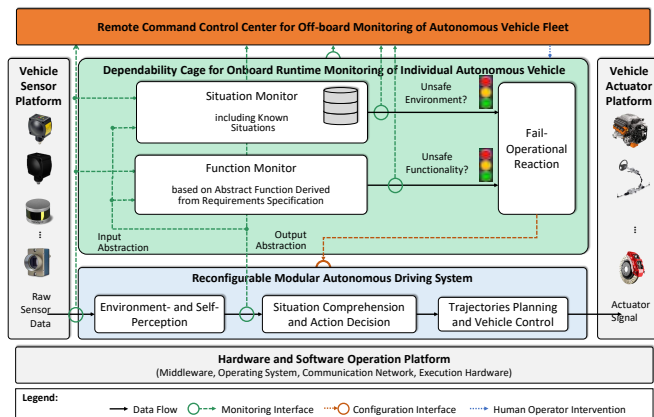 Remote Command Control Center for Off-board Monitoring of Autonomous Vehicle Fleet
Vehicle
Sensor
Platform
Dependability Cage for Onboard Runtime Monitoring of Individual Autonomous Vehicle
Vehicle
Actuator
Platform
Situation Monitor
including Known
Situations
Unsafe
Environment?
Function Monitor
based on Abstract Function Derived
from Requirements Specification
Unsafe
Functionality?
Fail-
Operational
Reaction
Input
Abstraction
Output
Abstraction
Reconfigurable Modular Autonomous Driving System
Raw
Sensor
Data
Environment- and Self-
Perception
Situation Comprehension
and Action Decision
Trajectories Planning
and Vehicle Control
Actuator
Signal
Hardware and Software Operation Platform
(Middleware, Operating System, Communication Network, Execution Hardware)
Legend:
Data Flow
Monitoring Interface
Configuration Interface
Human Operator Intervention